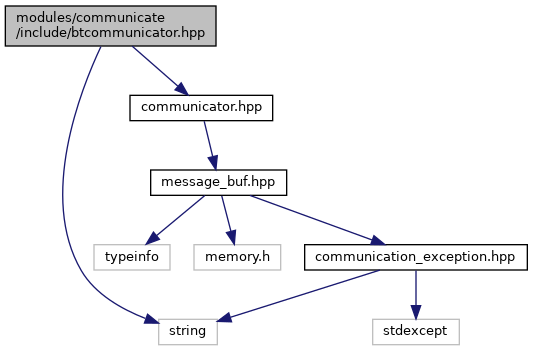 modules/communicate
/include/btcommunicator.hpp
communicator.hpp
message_buf.hpp
typeinfo
memory.h
communication_exception.hpp
string
stdexcept